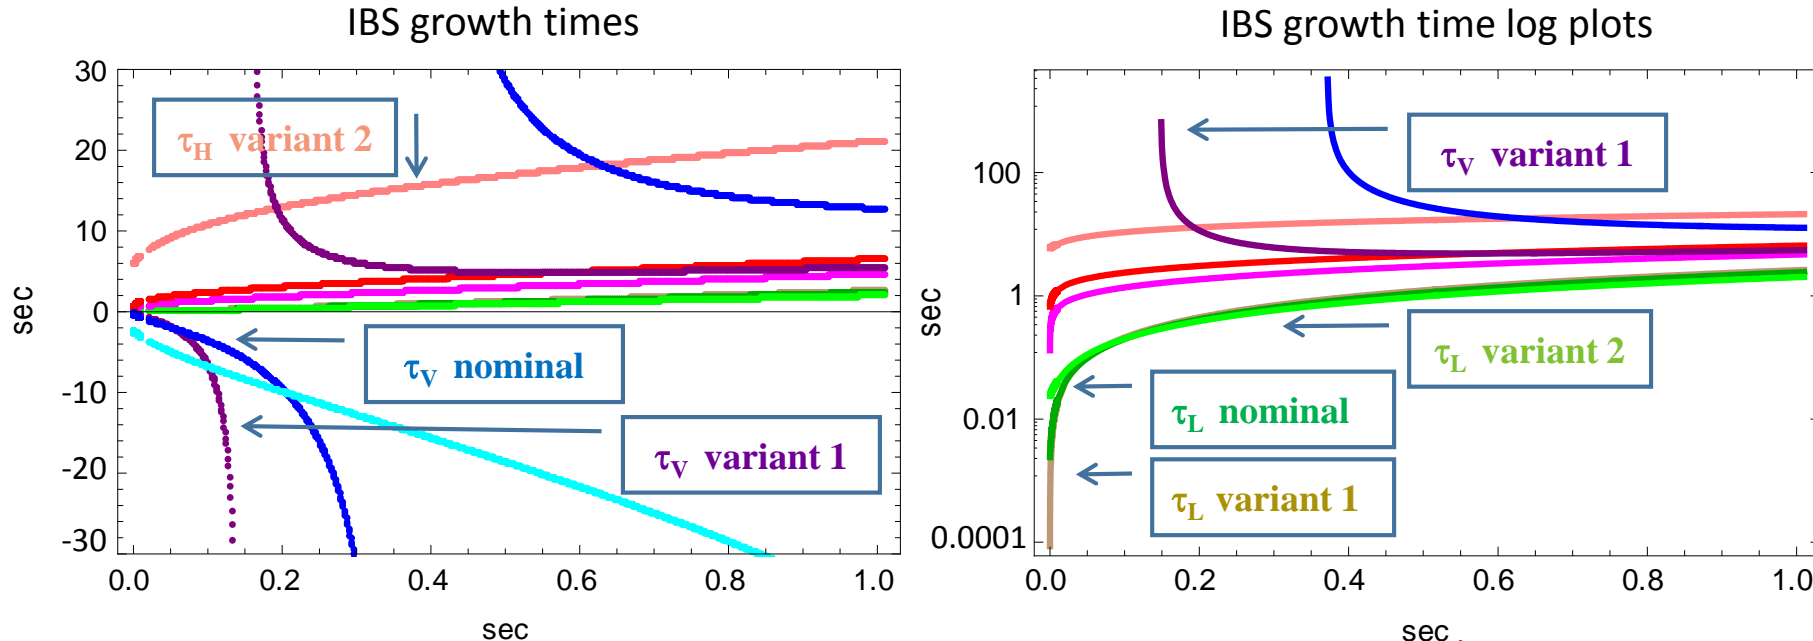 IBS growth times
30
20
10
0
-10
-20
-30
sec
0.0 0.2 0.4 0.6 0.8 1.0
sec
τH variant 2
τV nominal
τV variant 1
IBS growth time log plots
100
1
0.01
0.0001
sec
0.0 0.2 0.4 0.6 0.8 1.0
sec
τV variant 1
τL variant 2
τL nominal
τL variant 1